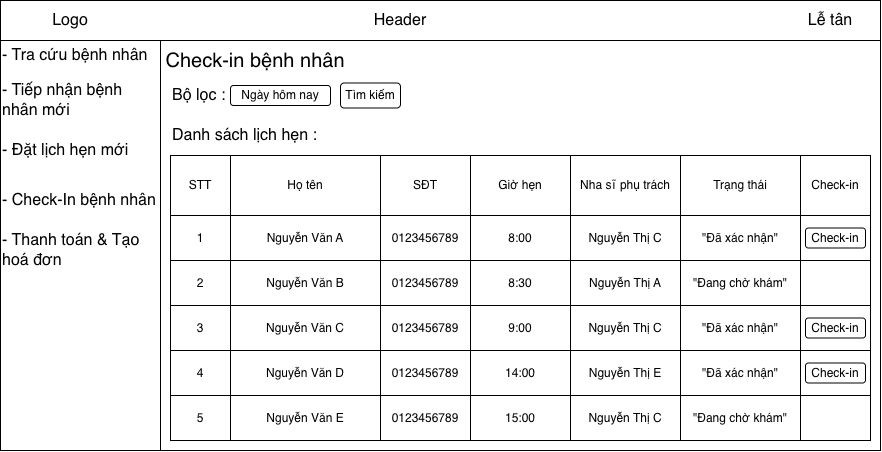 Logo Header Lễ tân
- Tra cứu bệnh nhân
- Tiếp nhận bệnh
nhân mới
- Đặt lịch hẹn mới
- Check-In bệnh nhân
- Thanh toán & Tạo
hoá đơn
Check-in bệnh nhân
Bộ lọc : Ngày hôm nay Tìm kiếm
Danh sách lịch hẹn :
STT Họ tên SĐT Giờ hẹn Nha sĩ phụ trách Trạng thái Check-in
1 Nguyễn Văn A 0123456789 8:00 Nguyễn Thị C "Đã xác nhận" Check-in
2 Nguyễn Văn B 0123456789 8:30 Nguyễn Thị A "Đang chờ khám"
3 Nguyễn Văn C 0123456789 9:00 Nguyễn Thị C "Đã xác nhận" Check-in
4 Nguyễn Văn D 0123456789 14:00 Nguyễn Thị E "Đã xác nhận" Check-in
5 Nguyễn Văn E 0123456789 15:00 Nguyễn Thị C "Đang chờ khám"